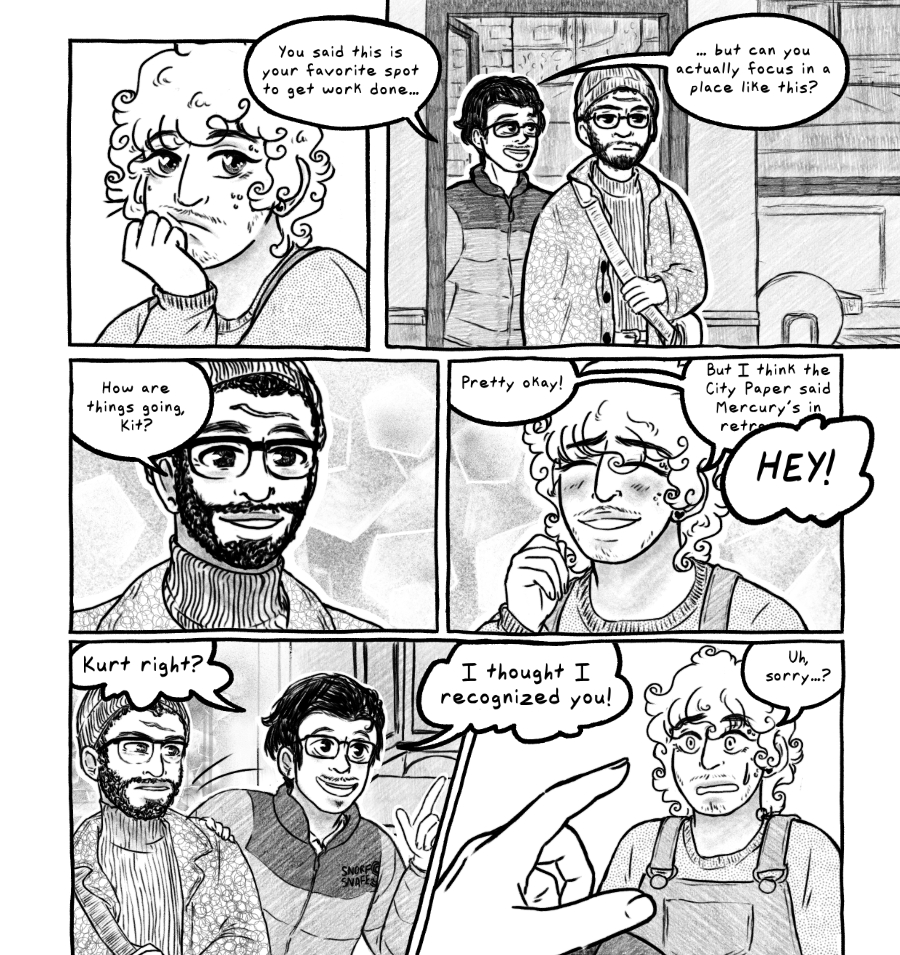 You said this is
your favorite spot
to get work done...
... but can you
actually focus in a
place like this?
How are
things going,
Kit?
Pretty okay!
But I think the
City Paper said
Mercury's in
HEY!
Kurt right?
I thought I
recognized you!
Uh,
sorry...?
SNORF
SNAFE